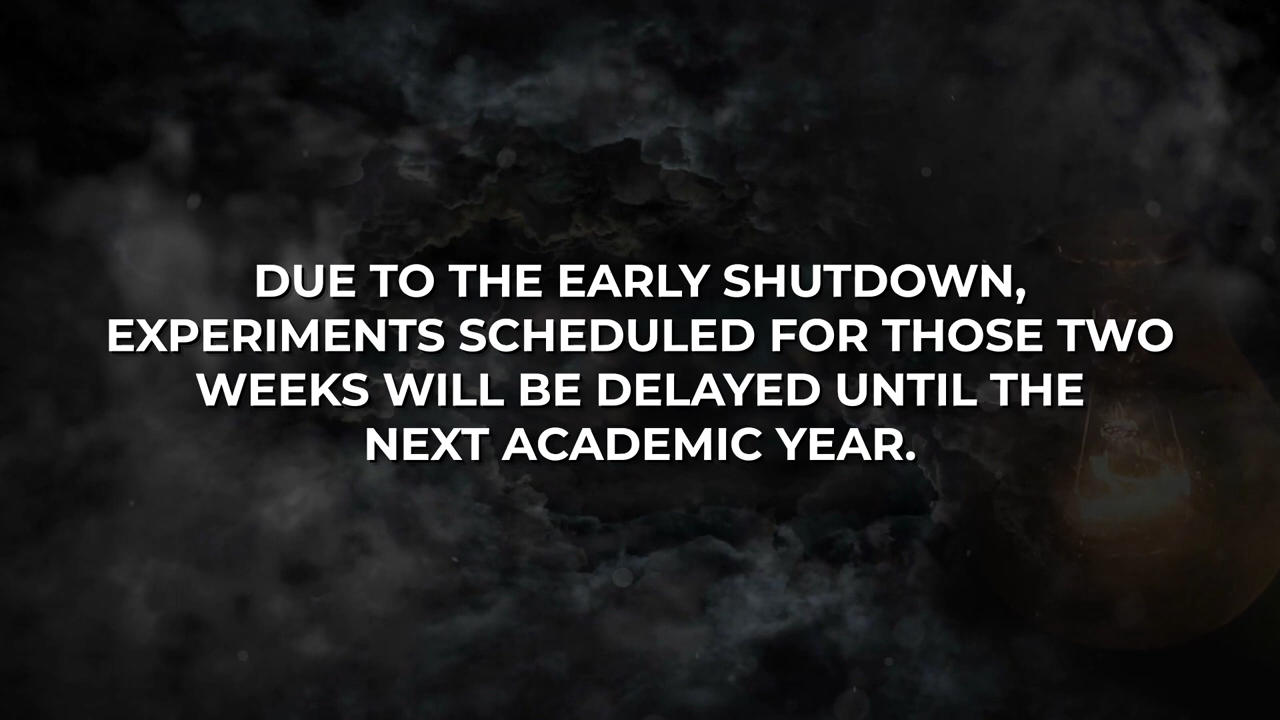 DUE TO THE EARLY SHUTDOWN,
EXPERIMENTS SCHEDULED FOR THOSE TWO
WEEKS WILL BE DELAYED UNTIL THE
NEXT ACADEMIC YEAR.